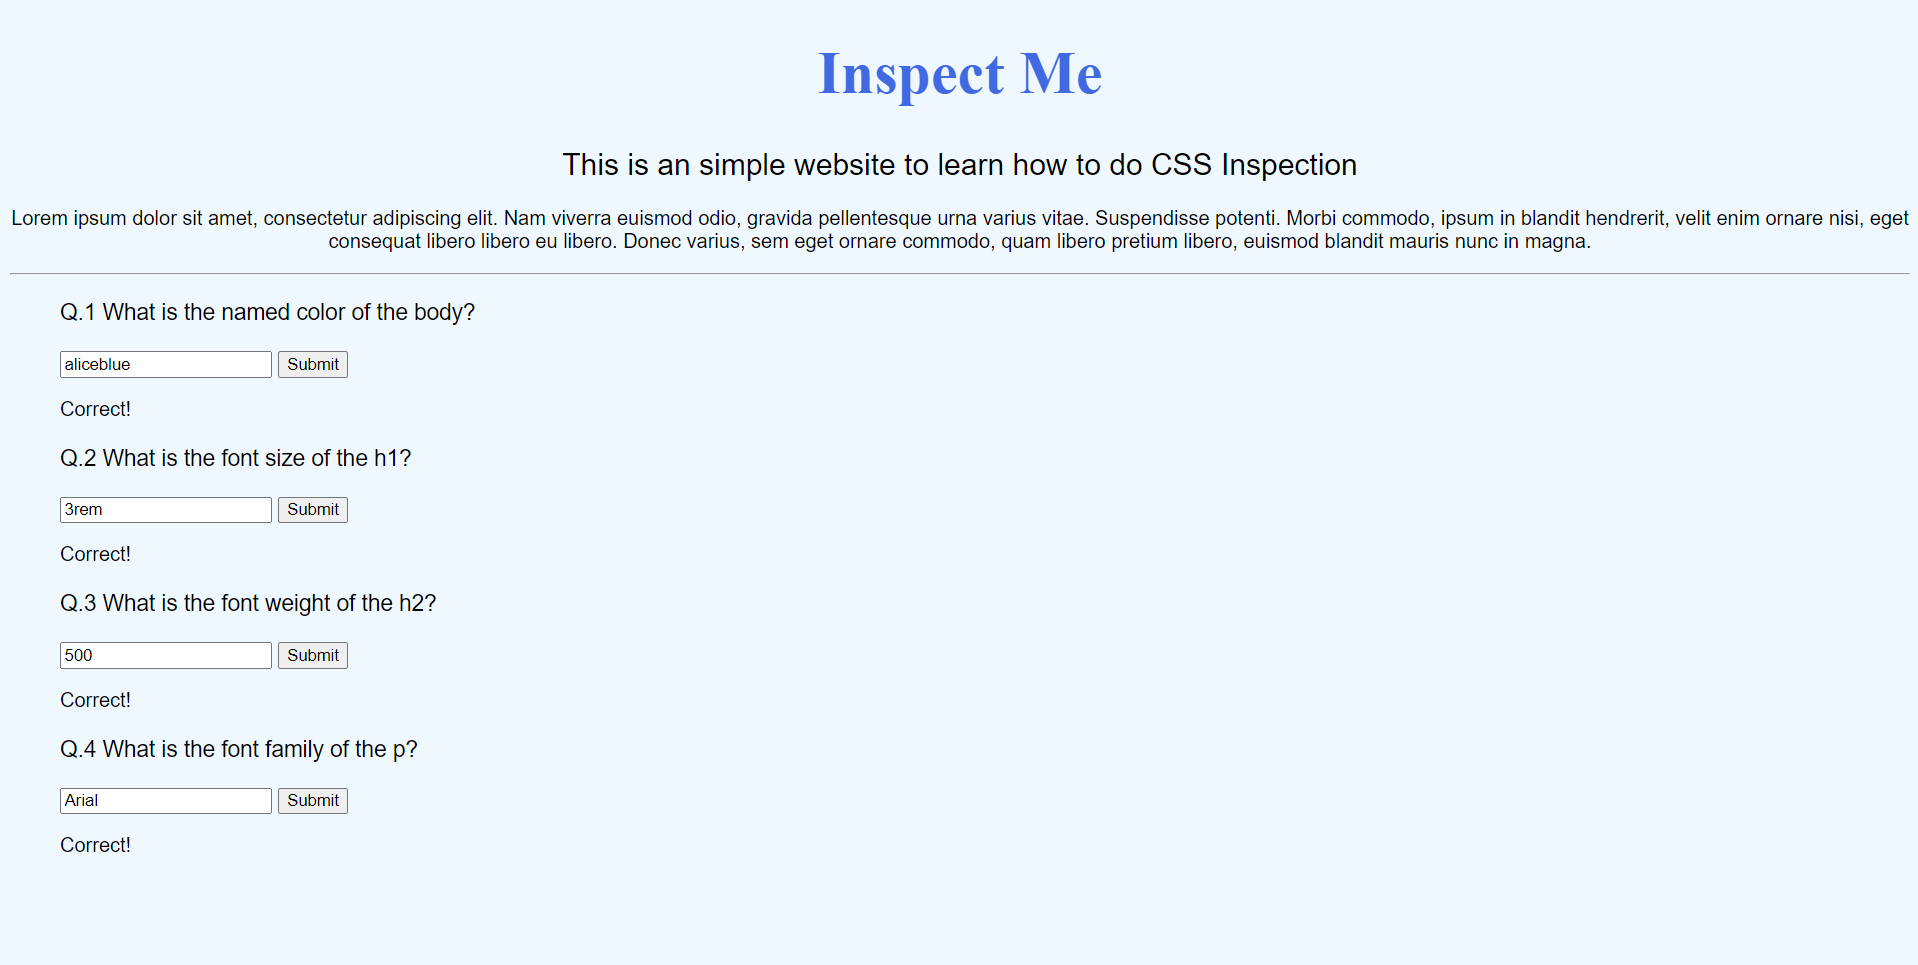 Inspect Me
This is an simple website to learn how to do CSS Inspection
Lorem ipsum dolor sit amet, consectetur adipiscing elit. Nam viverra euismod odio, gravida pellentesque urna varius vitae. Suspendisse potenti. Morbi commodo, ipsum in blandit hendrerit, velit enim ornare nisi, eget
consequat libero libero eu libero. Donec varius, sem eget ornare commodo, quam libero pretium libero, euismod blandit mauris nunc in magna.
Q.1 What is the named color of the body?
aliceblue Submit
Correct!
Q.2 What is the font size of the h1?
3rem Submit
Correct!
Q.3 What is the font weight of the h2?
500 Submit
Correct!
Q.4 What is the font family of the p?
Arial Submit
Correct!